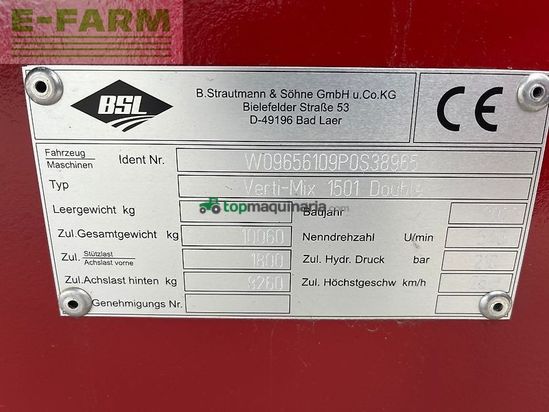 E-FARM
BSL
B.Strautmann & Söhne GmbH u.Co.KG
Bielefelder Straße 53
D-49196 Bad Laer
CE
Fahrzeug
Maschinen
Ident Nr. W09656109P0S38965
Typ Verti-Mix 1501 Double
Leergewicht kg
topmaquinaria.com
Baujahr
Zul.Gesamtgewicht kg 10060
Nenndrehzahl U/min
Zul. Stützlast
Achslast vorne kg 1800
Zul. Hydr. Druck bar
Zul.Achslast hinten kg 8260
Zul. Höchstgeschw km/h
Genehmigungs Nr.